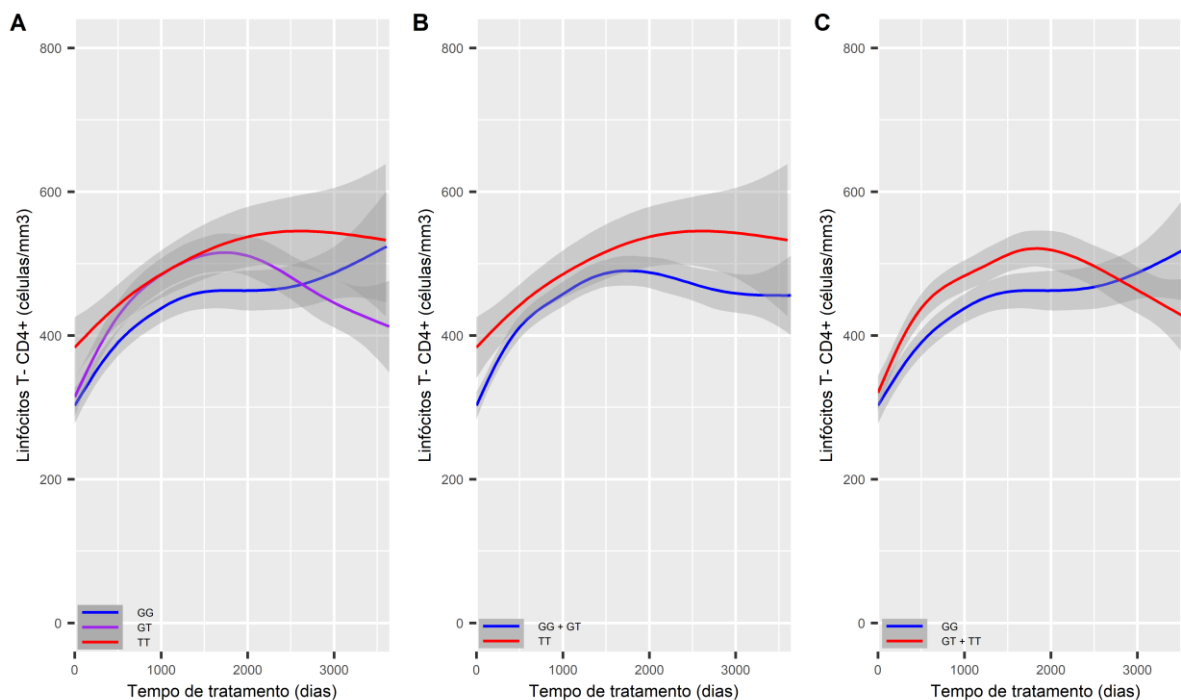 A
Linfócitos T- CD4+ (células/mm3)
800
600
400
200
0
GG
GT
TT
0 1000 2000 3000
Tempo de tratamento (dias)
B
Linfócitos T- CD4+ (células/mm3)
800
600
400
200
0
GG + GT
TT
0 1000 2000 3000
Tempo de tratamento (dias)
C
Linfócitos T- CD4+ (células/mm3)
800
600
400
200
0
GG
GT + TT
0 1000 2000 3000
Tempo de tratamento (dias)